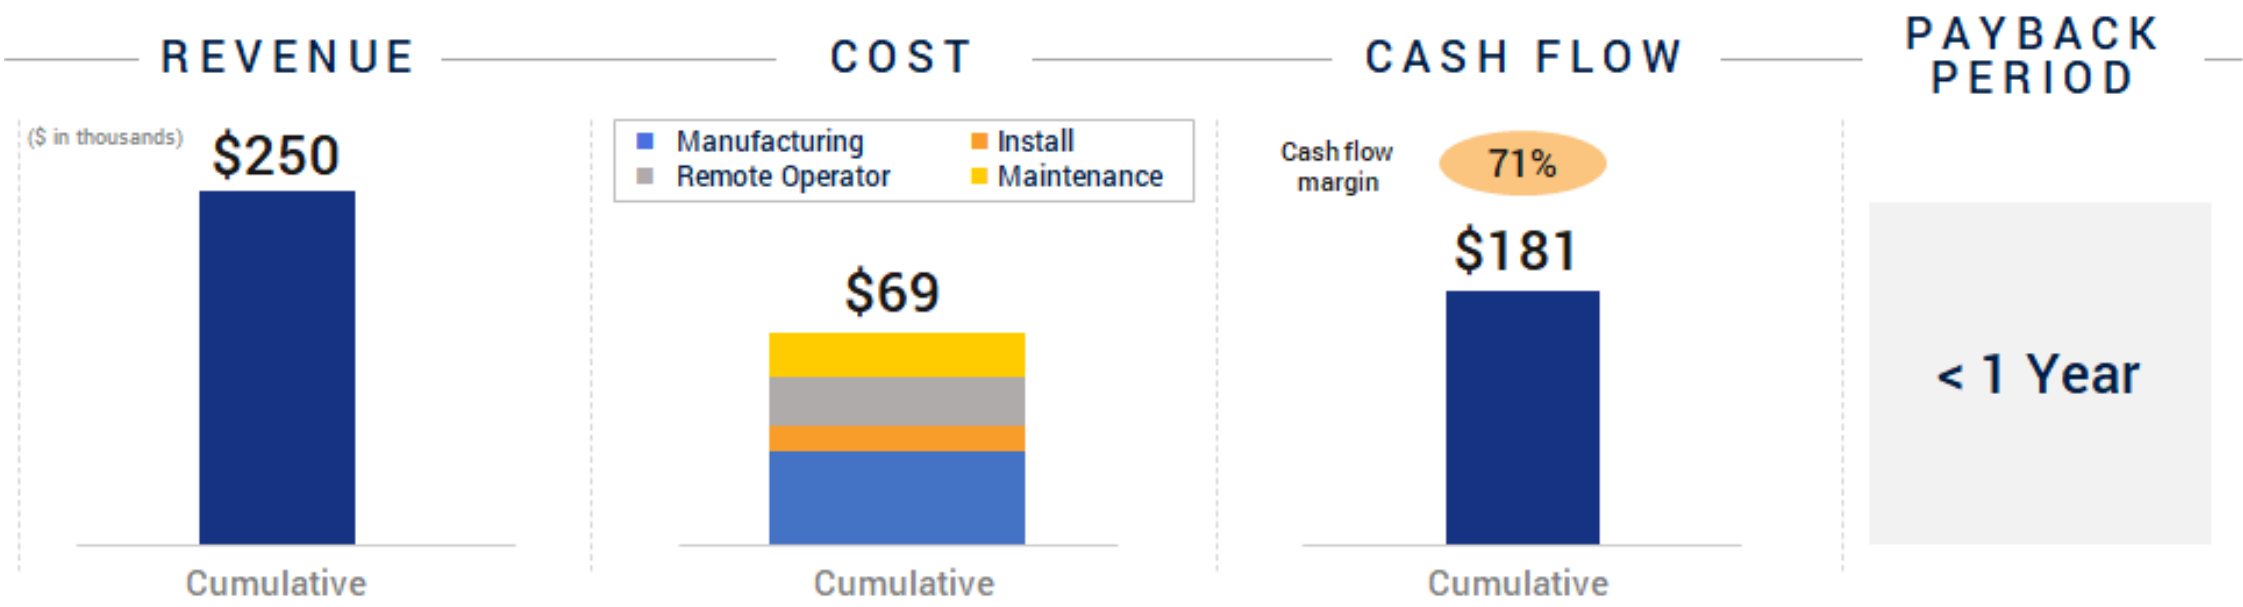 REVENUE
COST
CASH FLOW
PAYBACK
PERIOD
($ in thousands)
$250
Cumulative
Manufacturing
Install
Remote Operator
Maintenance
$69
Cumulative
Cash flow
margin
71%
$181
Cumulative
< 1 Year